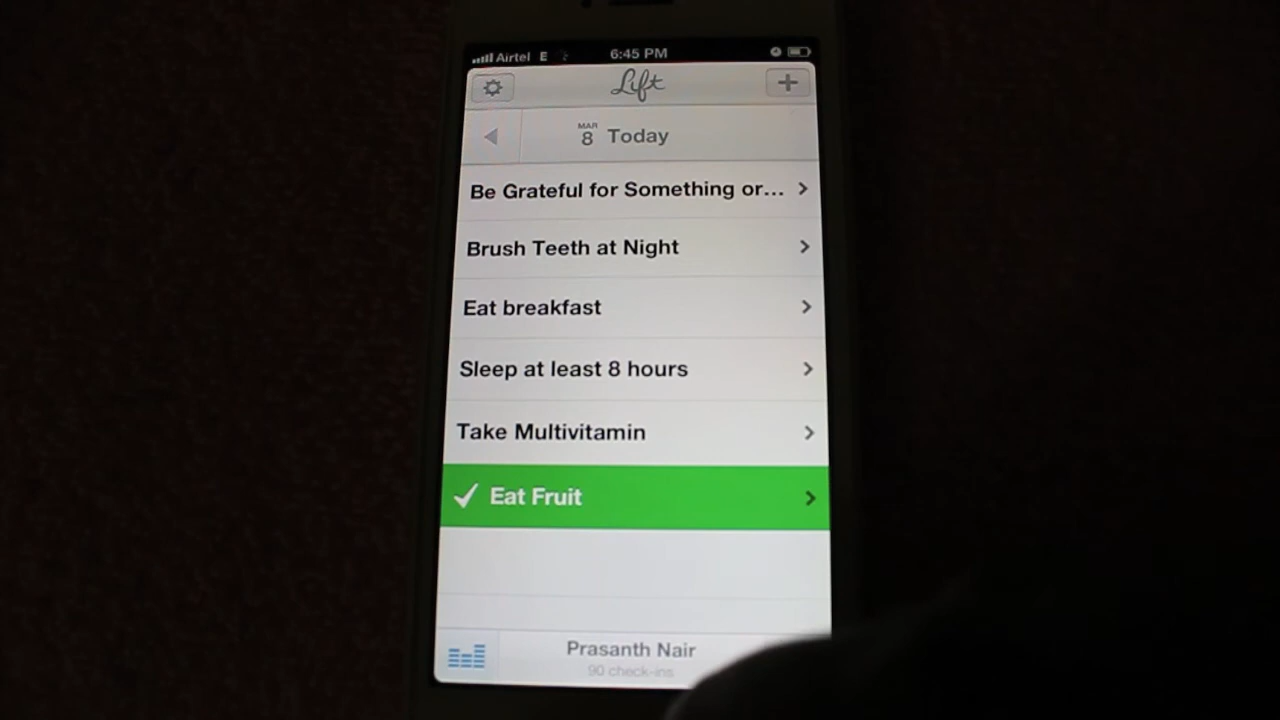 Airtel E 6:45 PM
Lift
MAR
8 Today
Be Grateful for Something or...
Brush Teeth at Night
Eat breakfast
Sleep at least 8 hours
Take Multivitamin
Eat Fruit
Prasanth Nair
90 check-ins